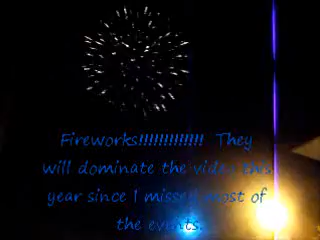 Fireworks!!!!!!!!!!!!! They
will dominate the video this
year since I missed most of
the events.